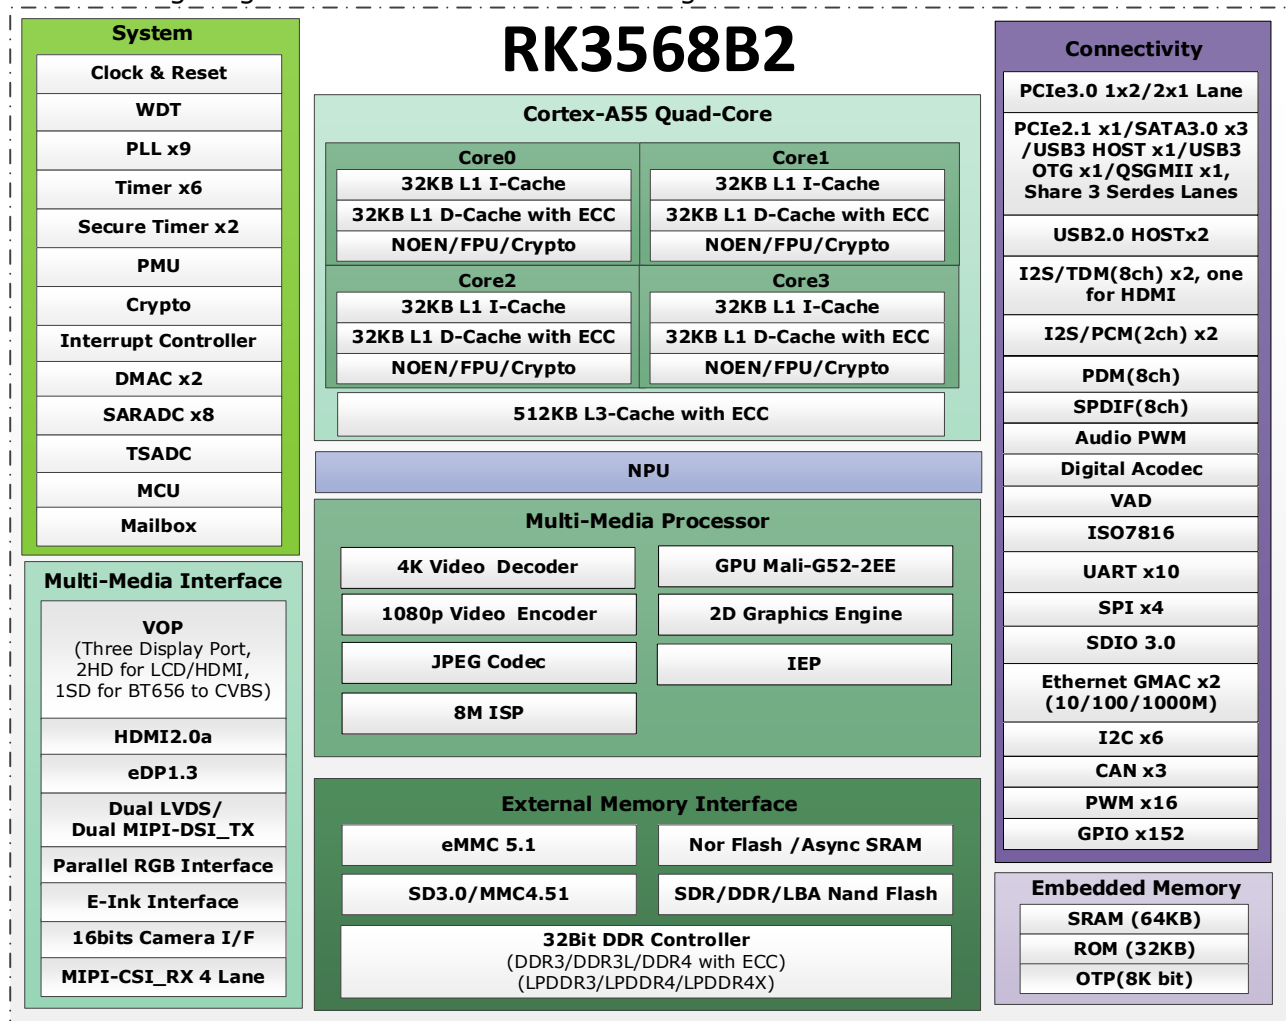 RK3568B2
System
Clock & Reset
WDT
PLL x9
Timer x6
Secure Timer x2
PMU
Crypto
Interrupt Controller
DMAC x2
SARADC x8
TSADC
MCU
Mailbox
Multi-Media Interface
VOP
(Three Display Port,
2HD for LCD/HDMI,
1SD for BT656 to CVBS)
HDMI2.0a
eDP1.3
Dual LVDS/
Dual MIPI-DSI_TX
Parallel RGB Interface
E-Ink Interface
16bits Camera I/F
MIPI-CSI_RX 4 Lane
Cortex-A55 Quad-Core
Core0
32KB L1 I-Cache
32KB L1 D-Cache with ECC
NOEN/FPU/Crypto
Core1
32KB L1 I-Cache
32KB L1 D-Cache with ECC
NOEN/FPU/Crypto
Core2
32KB L1 I-Cache
32KB L1 D-Cache with ECC
NOEN/FPU/Crypto
Core3
32KB L1 I-Cache
32KB L1 D-Cache with ECC
NOEN/FPU/Crypto
512KB L3-Cache with ECC
NPU
Multi-Media Processor
4K Video Decoder
GPU Mali-G52-2EE
1080p Video Encoder
2D Graphics Engine
JPEG Codec
IEP
8M ISP
External Memory Interface
eMMC 5.1
Nor Flash /Async SRAM
SD3.0/MMC4.51
SDR/DDR/LBA Nand Flash
32Bit DDR Controller
(DDR3/DDR3L/DDR4 with ECC)
(LPDDR3/LPDDR4/LPDDR4X)
Connectivity
PCIe3.0 1x2/2x1 Lane
PCIe2.1 x1/SATA3.0 x3
/USB3 HOST x1/USB3
OTG x1/QSGMII x1,
Share 3 Serdes Lanes
USB2.0 HOSTx2
I2S/TDM(8ch) x2, one
for HDMI
I2S/PCM(2ch) x2
PDM(8ch)
SPDIF(8ch)
Audio PWM
Digital Acodec
VAD
ISO7816
UART x10
SPI x4
SDIO 3.0
Ethernet GMAC x2
(10/100/1000M)
I2C x6
CAN x3
PWM x16
GPIO x152
Embedded Memory
SRAM (64KB)
ROM (32KB)
OTP(8K bit)